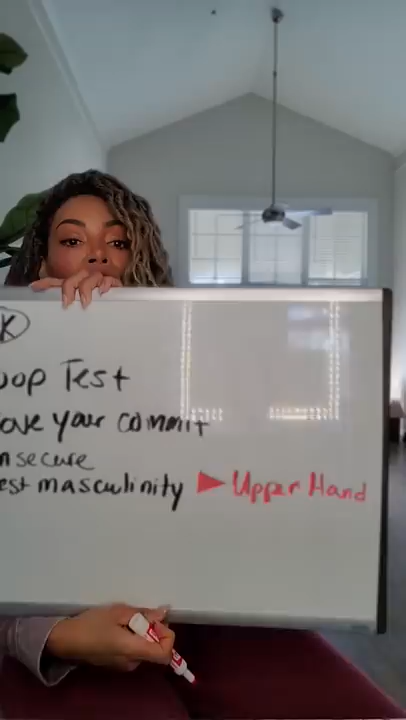 K
oop Test
ove your commit
nsecure
est masculinity ▶ Upper Hand